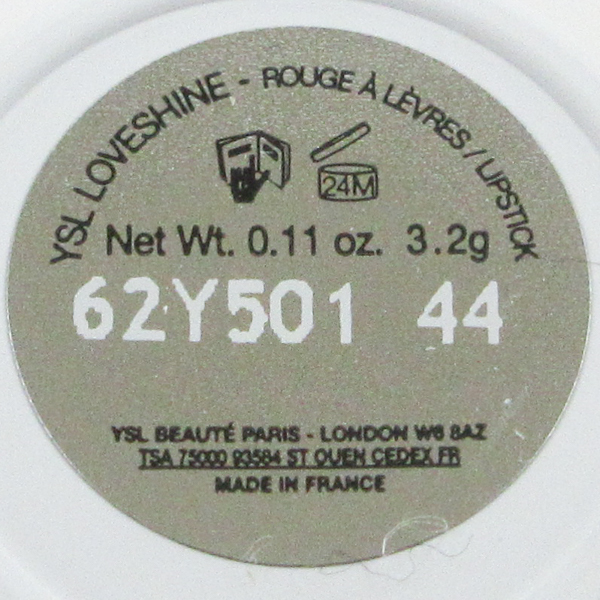 YSL LOVESHINE - ROUGE À LÈVRES / LIPSTICK
24M
Net Wt. 0.11 oz. 3.2g
62Y501 44
YSL BEAUTÉ PARIS - LONDON W6 8AZ
TSA 75000 93584 ST OUEN CEDEX FR
MADE IN FRANCE